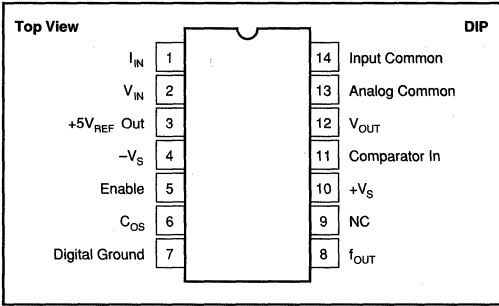 Top View DIP
I_IN 1 14 Input Common
V_IN 2 13 Analog Common
+5V_REF Out 3 12 V_OUT
–V_S 4 11 Comparator In
Enable 5 10 +V_S
C_OS 6 9 NC
Digital Ground 7 8 f_OUT